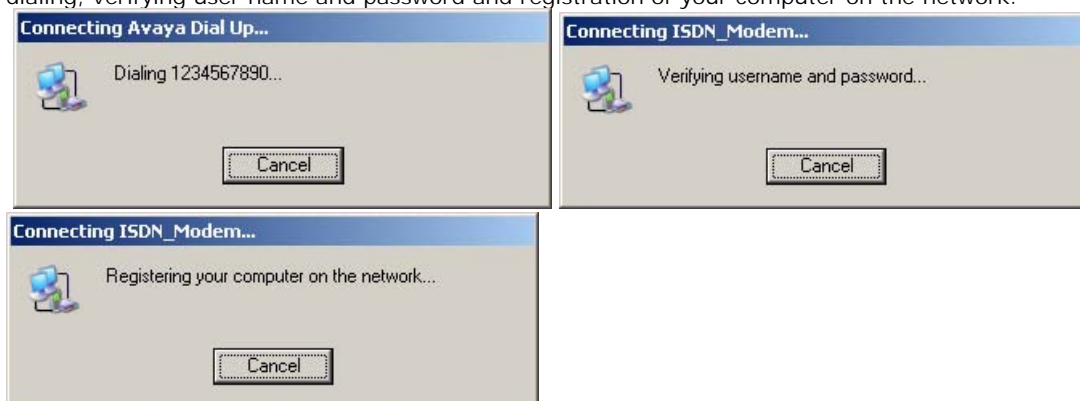 dialing, verifying user name and password and registration of your computer on the network.
Connecting Avaya Dial Up...
Dialing 1234567890...
Cancel
Connecting ISDN_Modem...
Verifying username and password...
Cancel
Connecting ISDN_Modem...
Registering your computer on the network...
Cancel